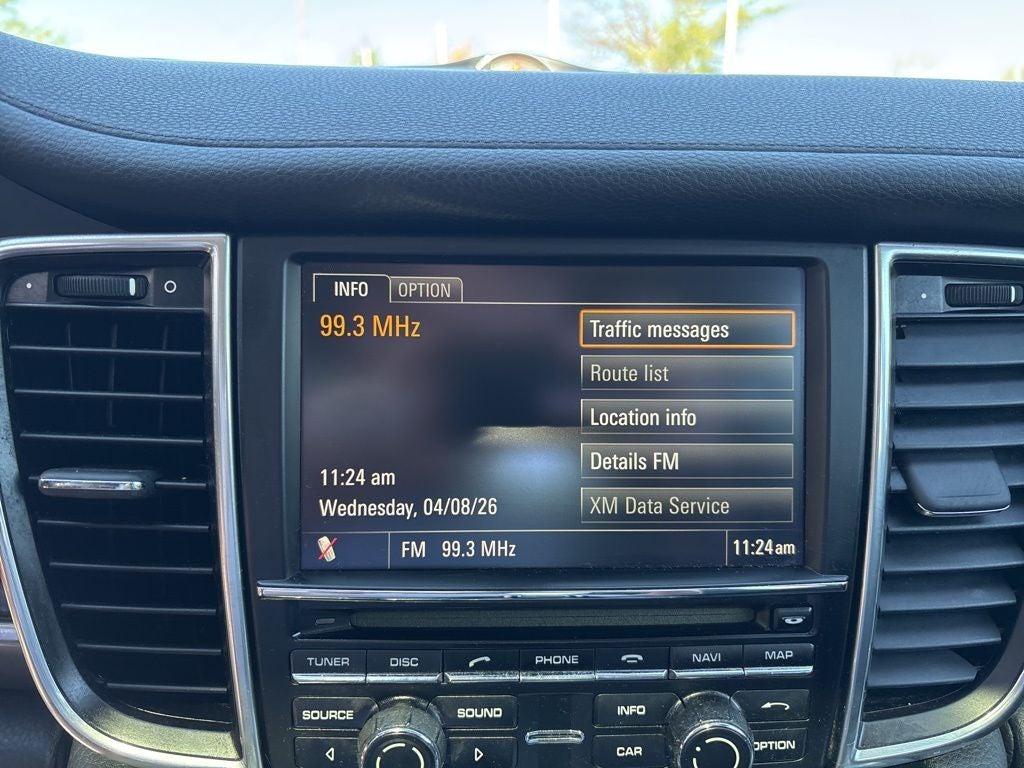 INFO OPTION
99.3 MHz
Traffic messages
Route list
Location info
Details FM
XM Data Service
11:24 am
Wednesday, 04/08/26
FM 99.3 MHz 11:24am
TUNER DISC PHONE NAVI MAP
SOURCE SOUND INFO
CAR OPTION